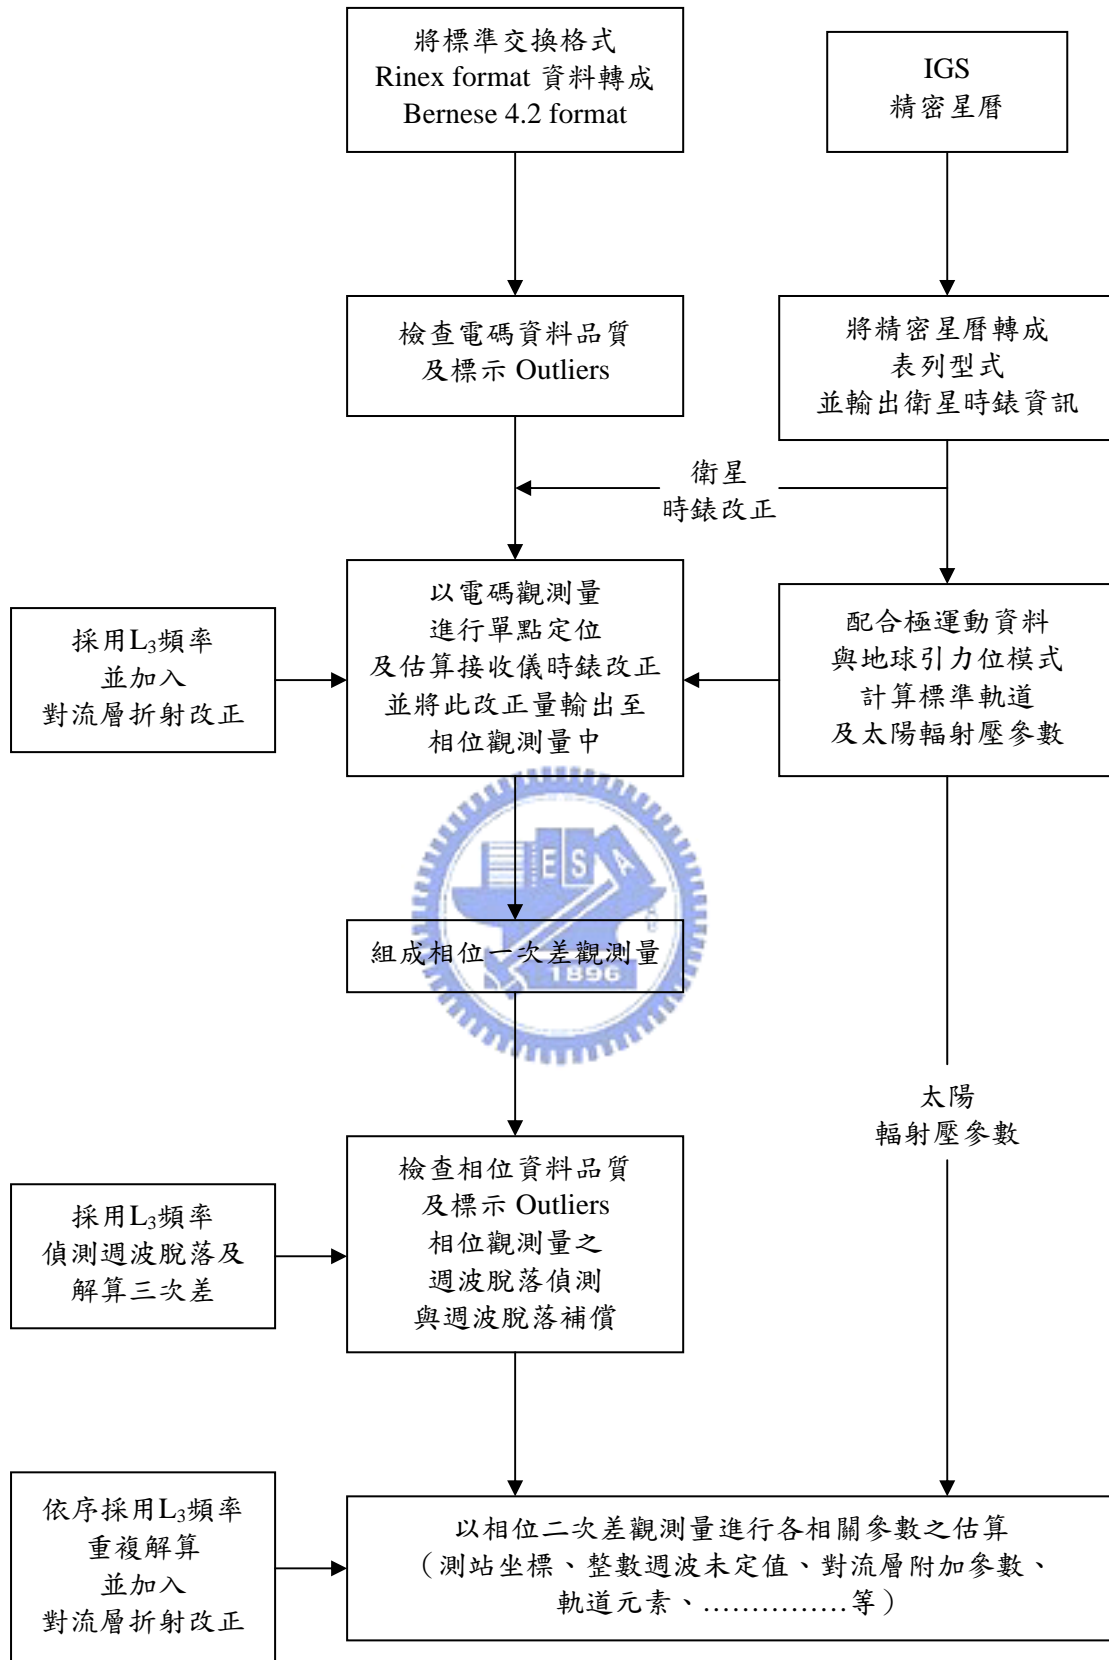 將標準交換格式
Rinex format 資料轉成
Bernese 4.2 format
IGS
精密星曆
檢查電碼資料品質
及標示 Outliers
將精密星曆轉成
表列型式
並輸出衛星時錶資訊
衛星
時錶改正
採用L₃頻率
並加入
對流層折射改正
以電碼觀測量
進行單點定位
及估算接收儀時錶改正
並將此改正量輸出至
相位觀測量中
配合極運動資料
與地球引力位模式
計算標準軌道
及太陽輻射壓參數
ESA
組成相位一次差觀測量
1896
太陽
輻射壓參數
採用L₃頻率
偵測週波脫落及
解算三次差
檢查相位資料品質
及標示 Outliers
相位觀測量之
週波脫落偵測
與週波脫落補償
依序採用L₃頻率
重複解算
並加入
對流層折射改正
以相位二次差觀測量進行各相關參數之估算
（測站坐標、整數週波未定值、對流層附加參數、
軌道元素、……………等）